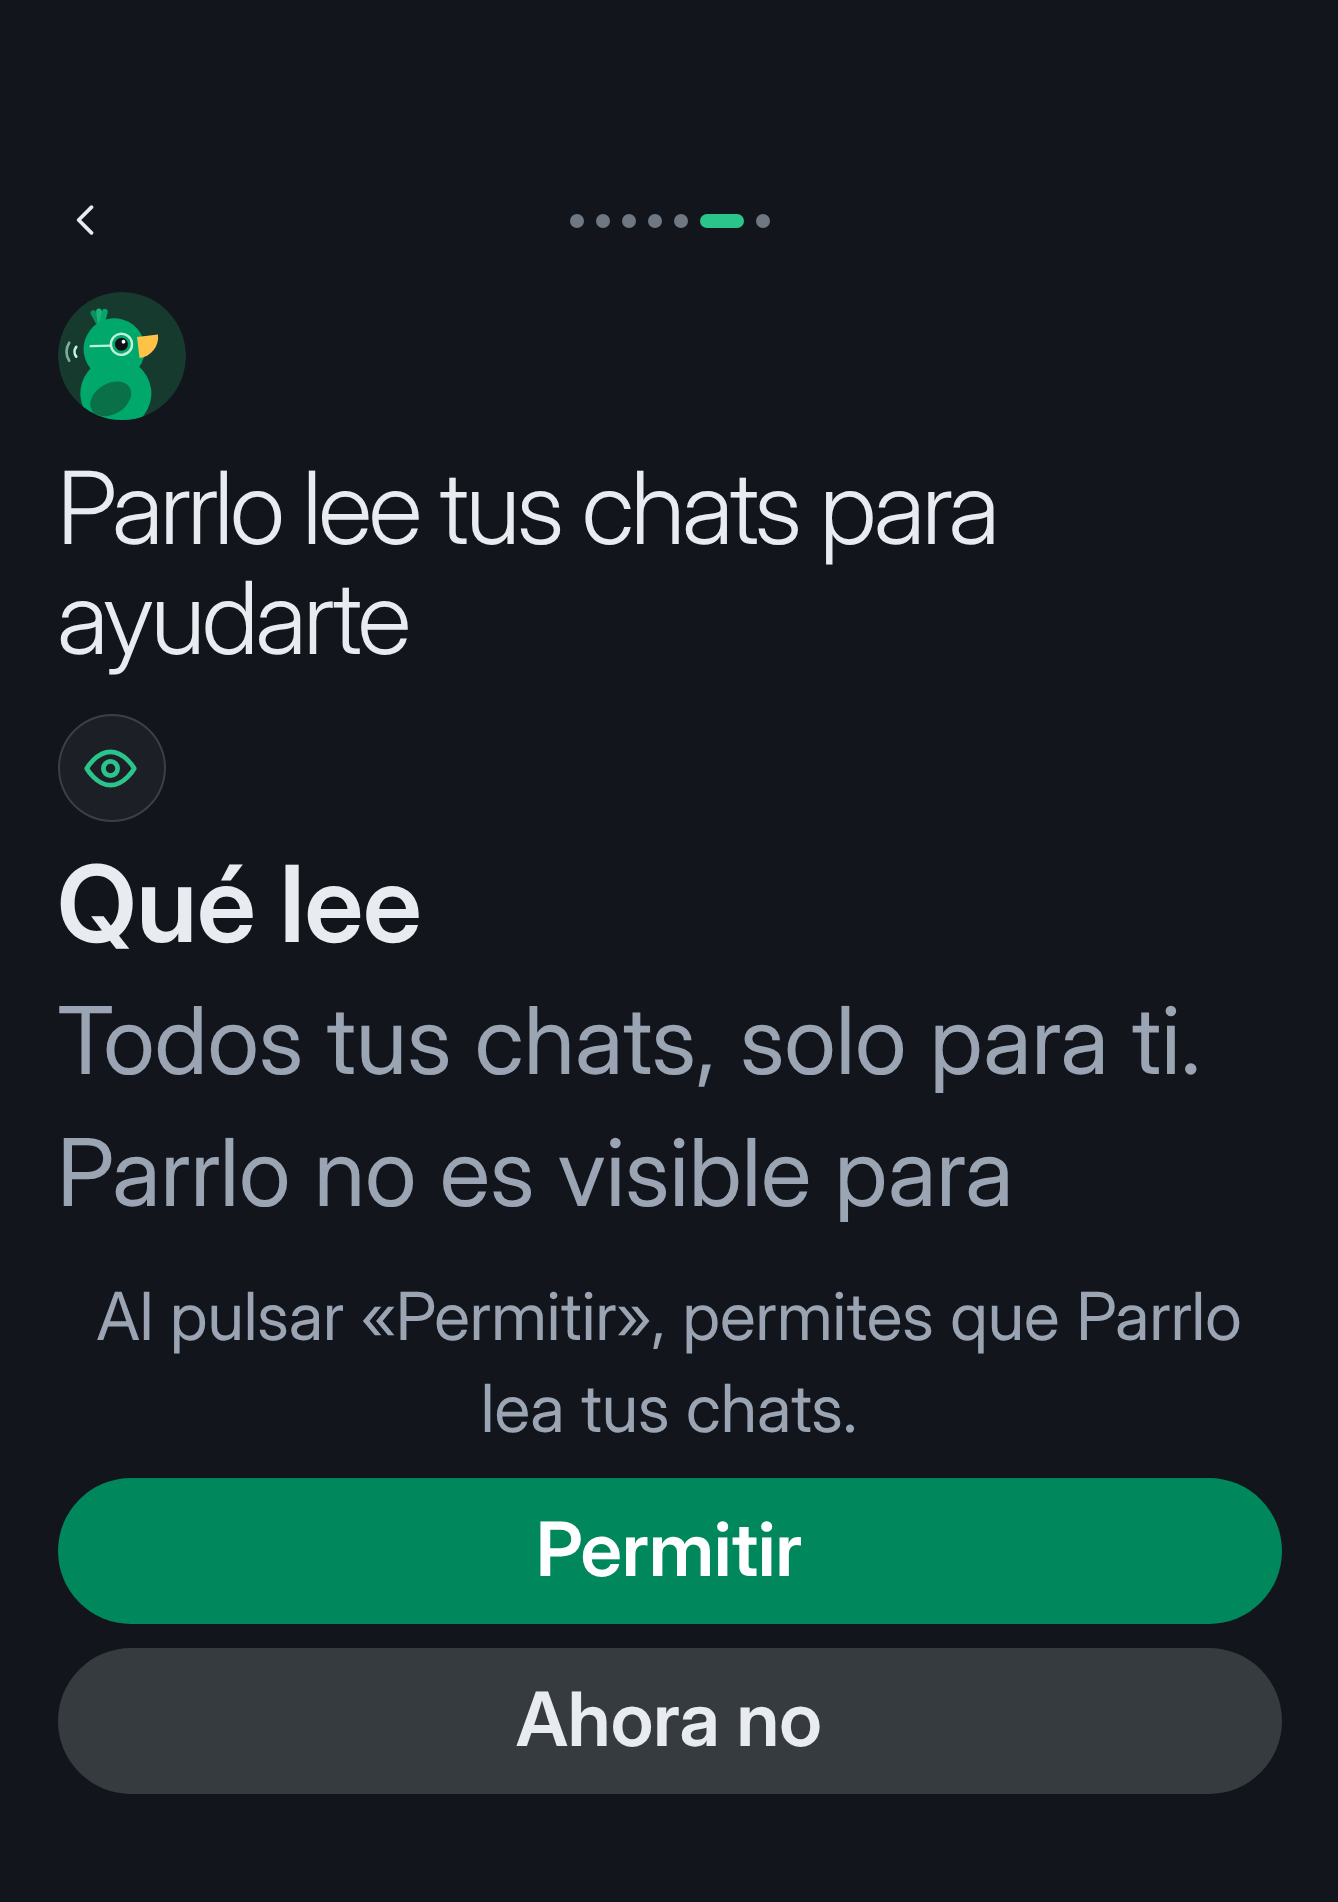 Parrlo lee tus chats para
ayudarte
Qué lee
Todos tus chats, solo para ti.
Parrlo no es visible para
Al pulsar «Permitir», permites que Parrlo
lea tus chats.
Permitir
Ahora no